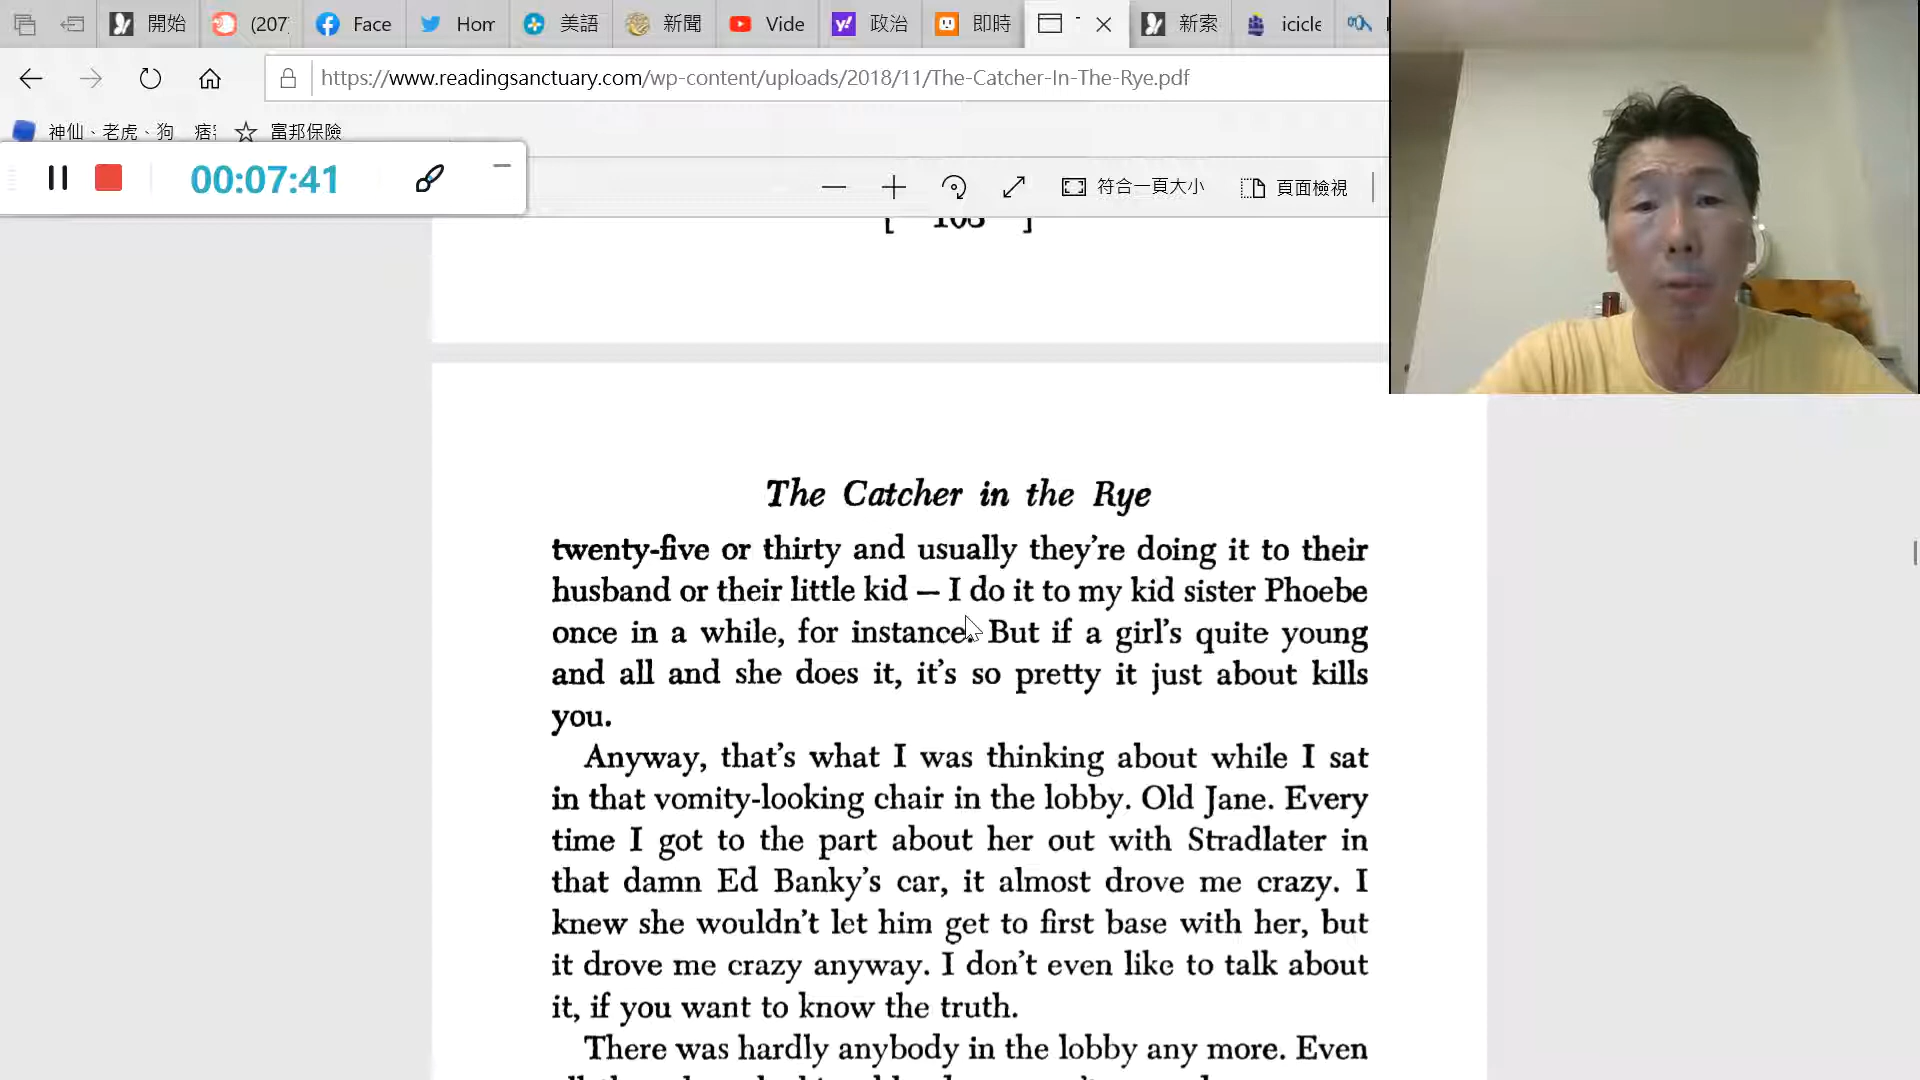 開始
(207
Face
Hor
美語
新聞
Vide
政治
即時
新索
icicle
https://www.readingsanctuary.com/wp-content/uploads/2018/11/The-Catcher-In-The-Rye.pdf
神仙、老虎、狗
富邦保險
00:07:41
符合一頁大小
頁面檢視
The Catcher in the Rye
twenty-five or thirty and usually they're doing it to their
husband or their little kid — I do it to my kid sister Phoebe
once in a while, for instance. But if a girl's quite young
and all and she does it, it's so pretty it just about kills
you.
Anyway, that's what I was thinking about while I sat
in that vomity-looking chair in the lobby. Old Jane. Every
time I got to the part about her out with Stradlater in
that damn Ed Banky's car, it almost drove me crazy. I
knew she wouldn't let him get to first base with her, but
it drove me crazy anyway. I don't even like to talk about
it, if you want to know the truth.
There was hardly anybody in the lobby any more. Even